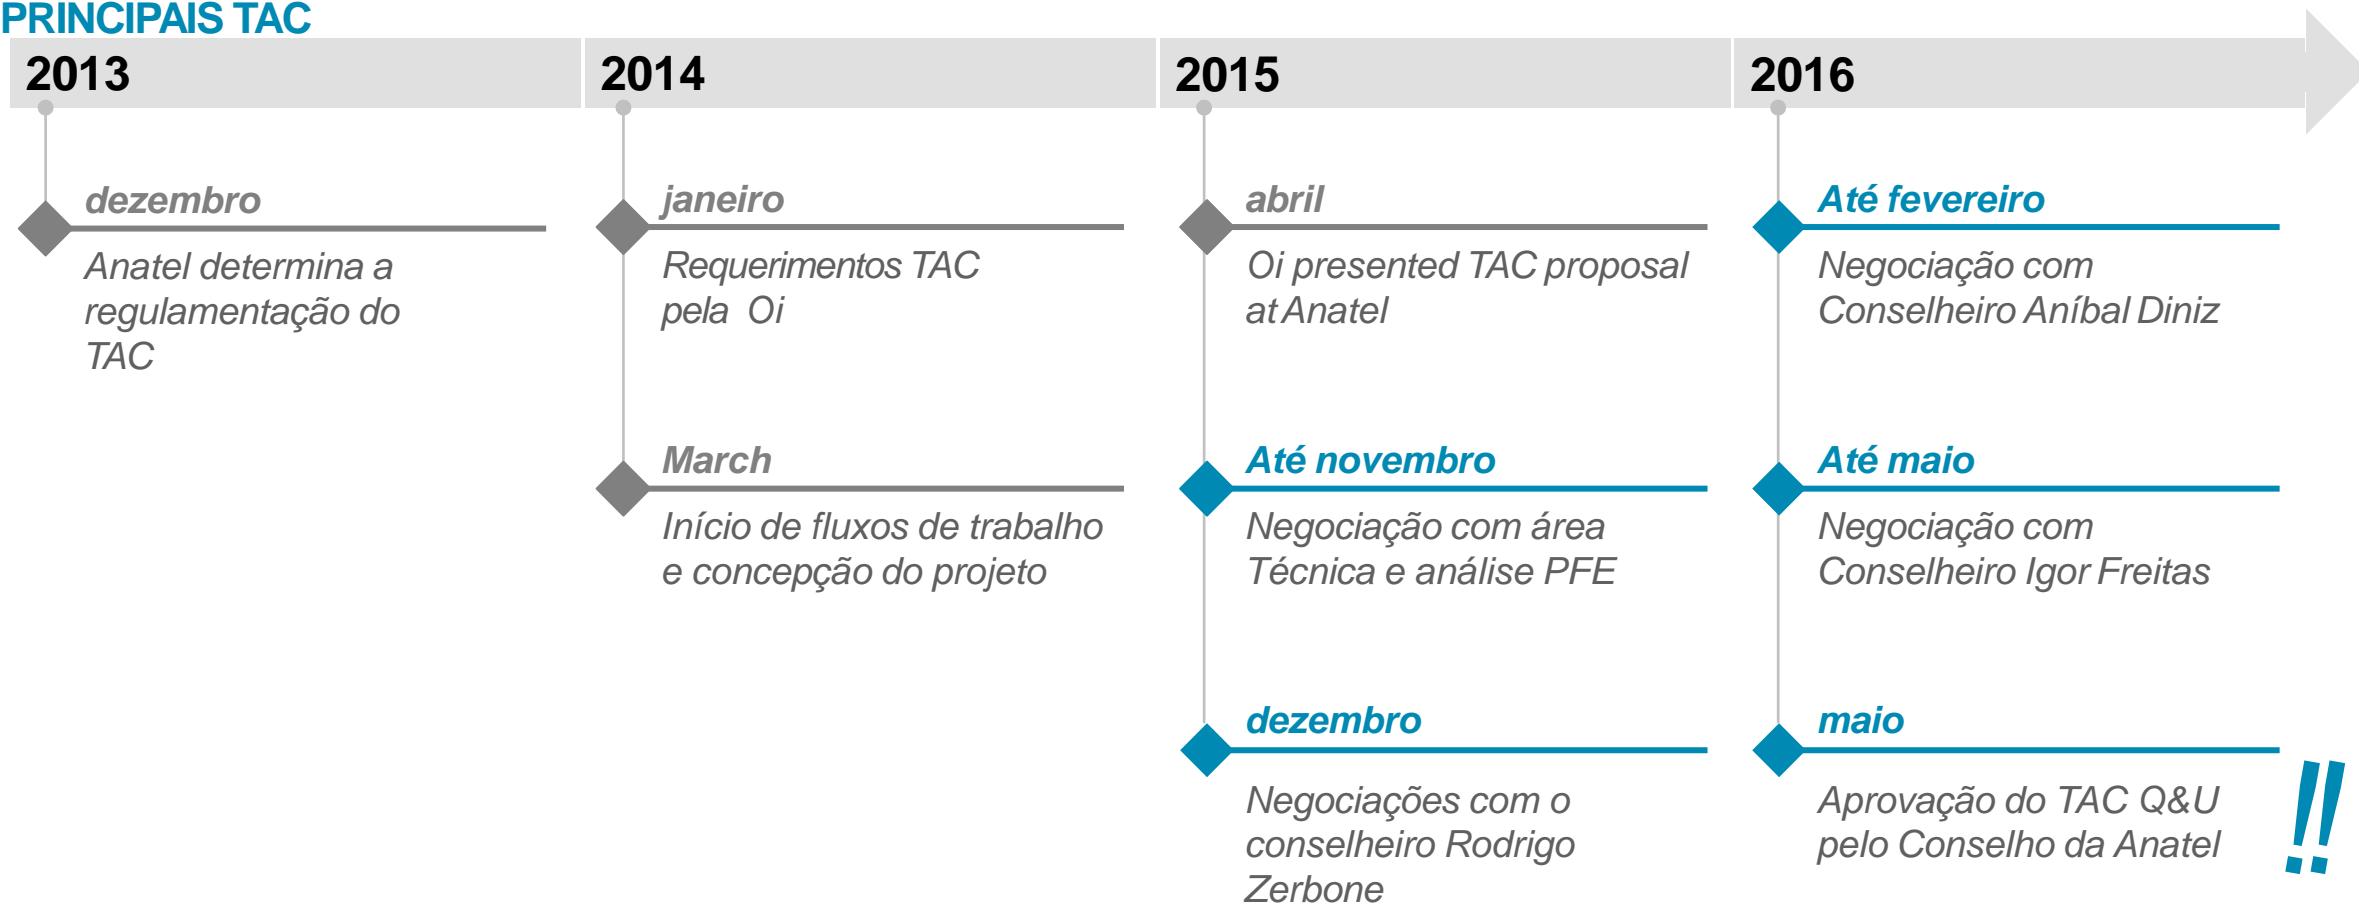 PRINCIPAIS TAC
2013
2014
2015
2016
dezembro
Anatel determina a
regulamentação do
TAC
janeiro
Requerimentos TAC
pela Oi
March
Início de fluxos de trabalho
e concepção do projeto
abril
Oi presented TAC proposal
at Anatel
Até novembro
Negociação com área
Técnica e análise PFE
dezembro
Negociações com o
conselheiro Rodrigo
Zerbone
Até fevereiro
Negociação com
Conselheiro Aníbal Diniz
Até maio
Negociação com
Conselheiro Igor Freitas
maio
Aprovação do TAC Q&U
pelo Conselho da Anatel
!!